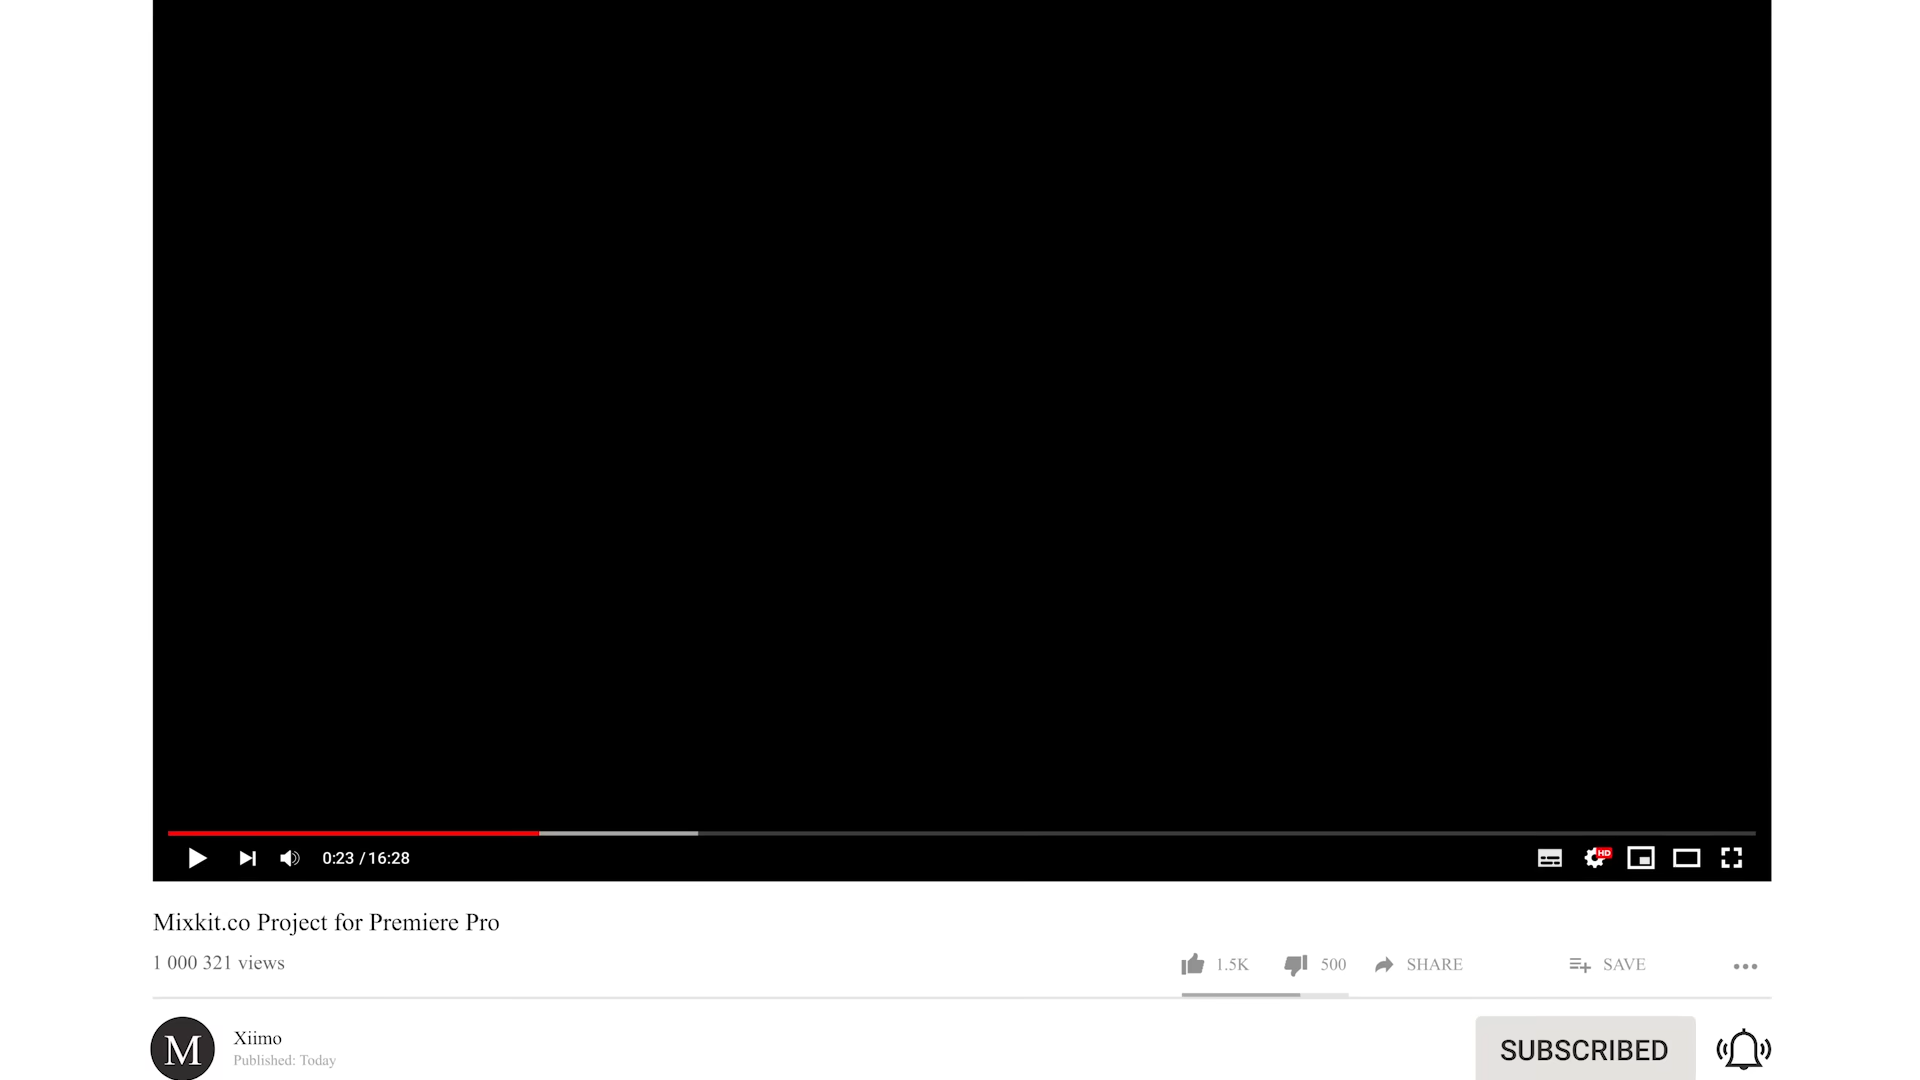 0:23 / 16:28
HD
Mixkit.co Project for Premiere Pro
1 000 321 views
1.5K 500 SHARE SAVE
M
Xiimo
Published: Today
SUBSCRIBED